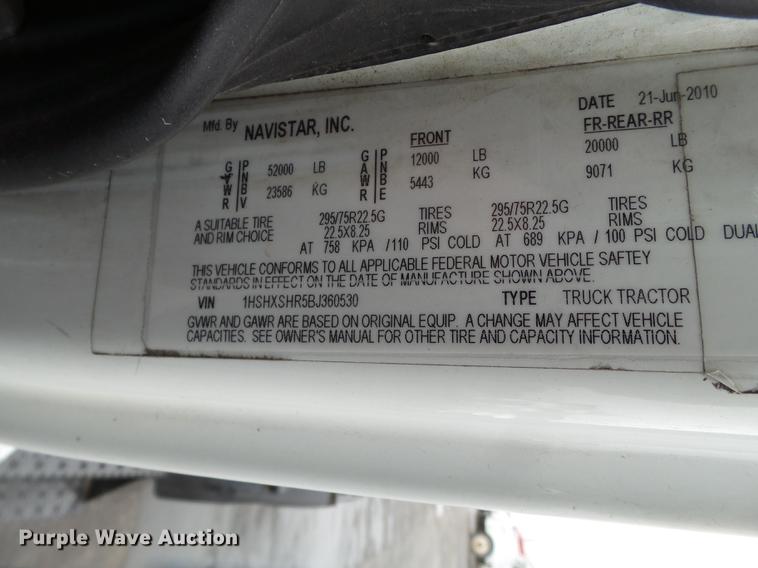 DATE 21-Jun-2010
Mfd. By NAVISTAR, INC.
FRONT FR-REAR-RR
GVWR PNBV 52000 LB GAWR PNBE 12000 LB 20000 LB
23586 KG 5443 KG 9071 KG
A SUITABLE TIRE 295/75R22.5G TIRES 295/75R22.5G TIRES
AND RIM CHOICE 22.5X8.25 RIMS 22.5X8.25 RIMS
AT 758 KPA /110 PSI COLD AT 689 KPA / 100 PSI COLD DUAL
THIS VEHICLE CONFORMS TO ALL APPLICABLE FEDERAL MOTOR VEHICLE SAFTEY
STANDARDS IN EFFECT ON THE DATE OF MANUFACTURE SHOWN ABOVE.
VIN 1HSHXSHR5BJ360530 TYPE TRUCK TRACTOR
GVWR AND GAWR ARE BASED ON ORIGINAL EQUIP. A CHANGE MAY AFFECT VEHICLE
CAPACITIES. SEE OWNER'S MANUAL FOR OTHER TIRE AND CAPACITY INFORMATION.
Purple Wave Auction